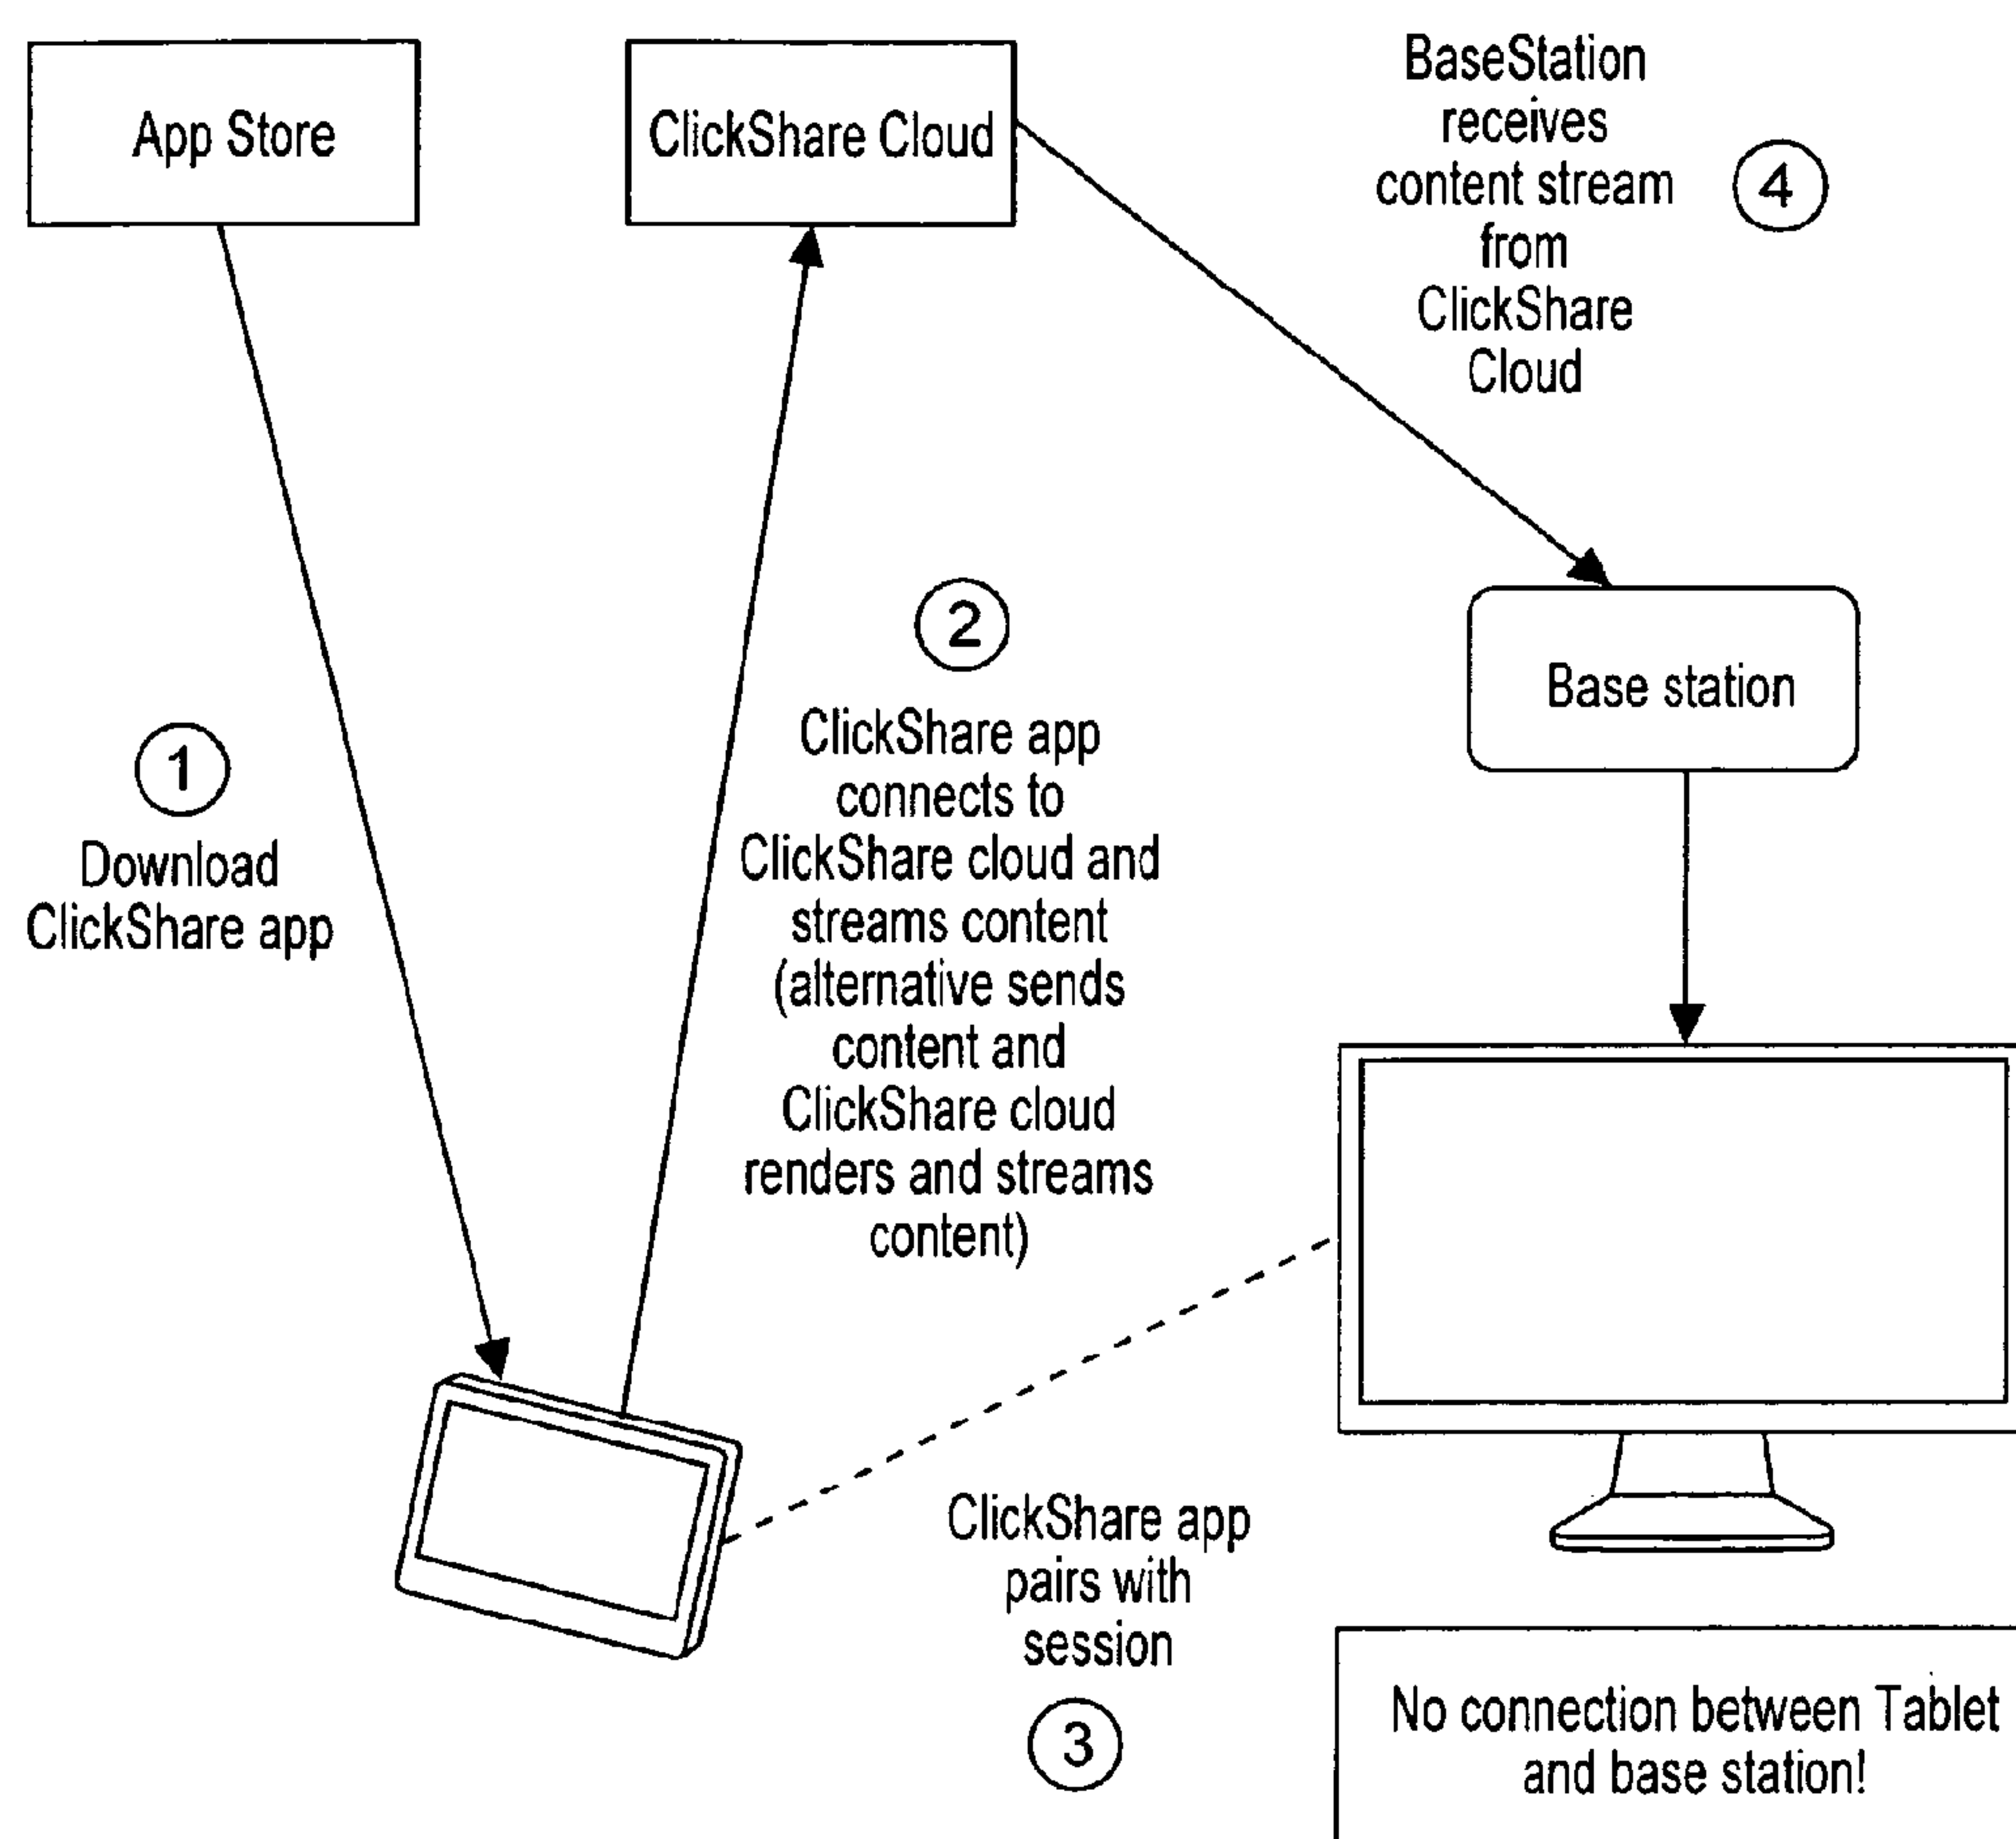 App Store
ClickShare Cloud
BaseStation
receives
content stream
from
ClickShare
Cloud
4
2
ClickShare app
connects to
ClickShare cloud and
streams content
(alternative sends
content and
ClickShare cloud
renders and streams
content)
Base station
1
Download
ClickShare app
ClickShare app
pairs with
session
3
No connection between Tablet
and base station!